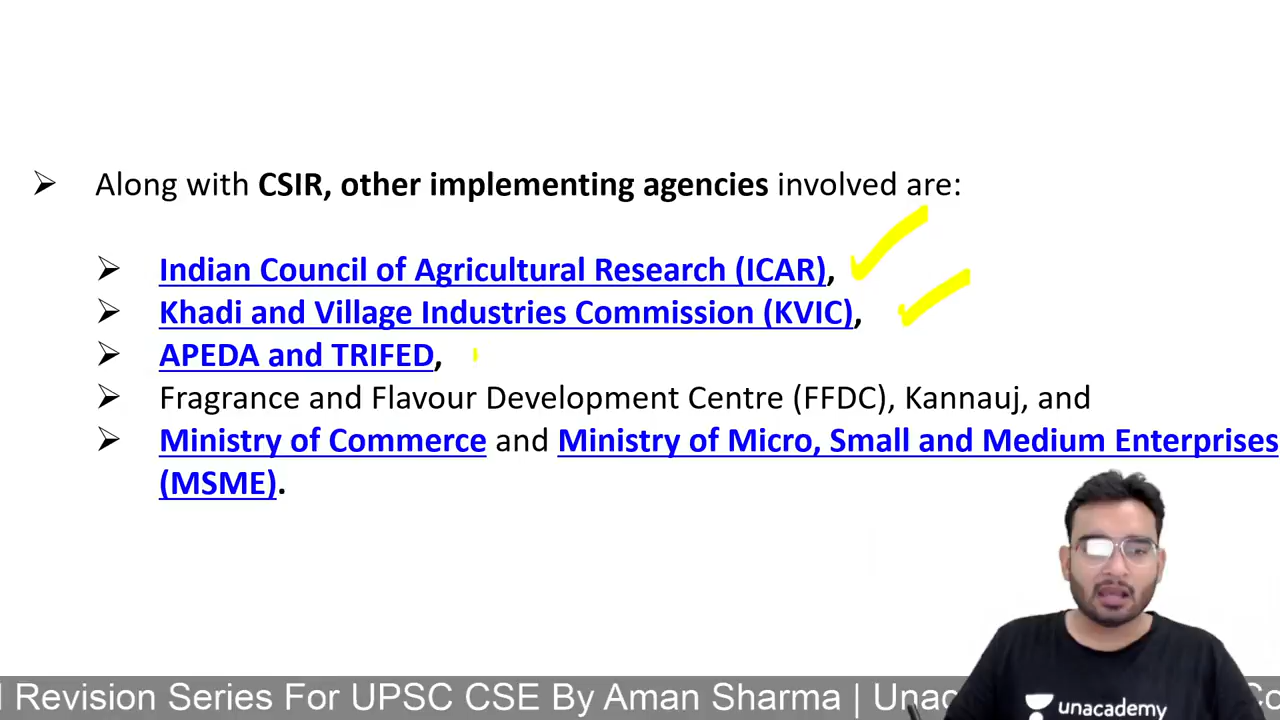 Along with CSIR, other implementing agencies involved are:
Indian Council of Agricultural Research (ICAR),
Khadi and Village Industries Commission (KVIC),
APEDA and TRIFED,
Fragrance and Flavour Development Centre (FFDC), Kannauj, and
Ministry of Commerce and Ministry of Micro, Small and Medium Enterprises
(MSME).
Revision Series For UPSC CSE By Aman Sharma |
unacademy